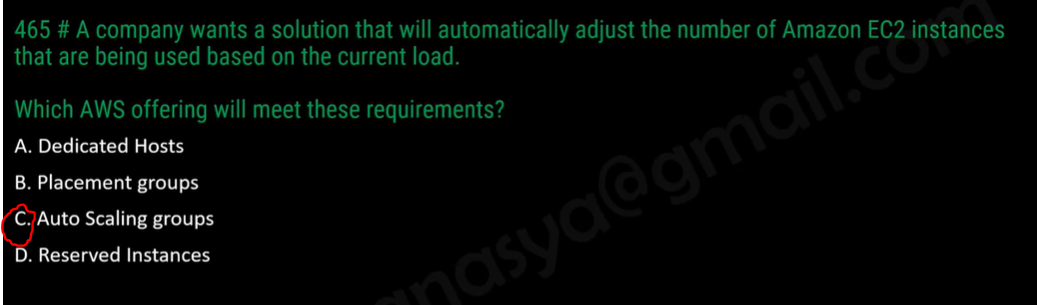 465 # A company wants a solution that will automatically adjust the number of Amazon EC2 instances
that are being used based on the current load.
Which AWS offering will meet these requirements?
A. Dedicated Hosts
B. Placement groups
C. Auto Scaling groups
D. Reserved Instances